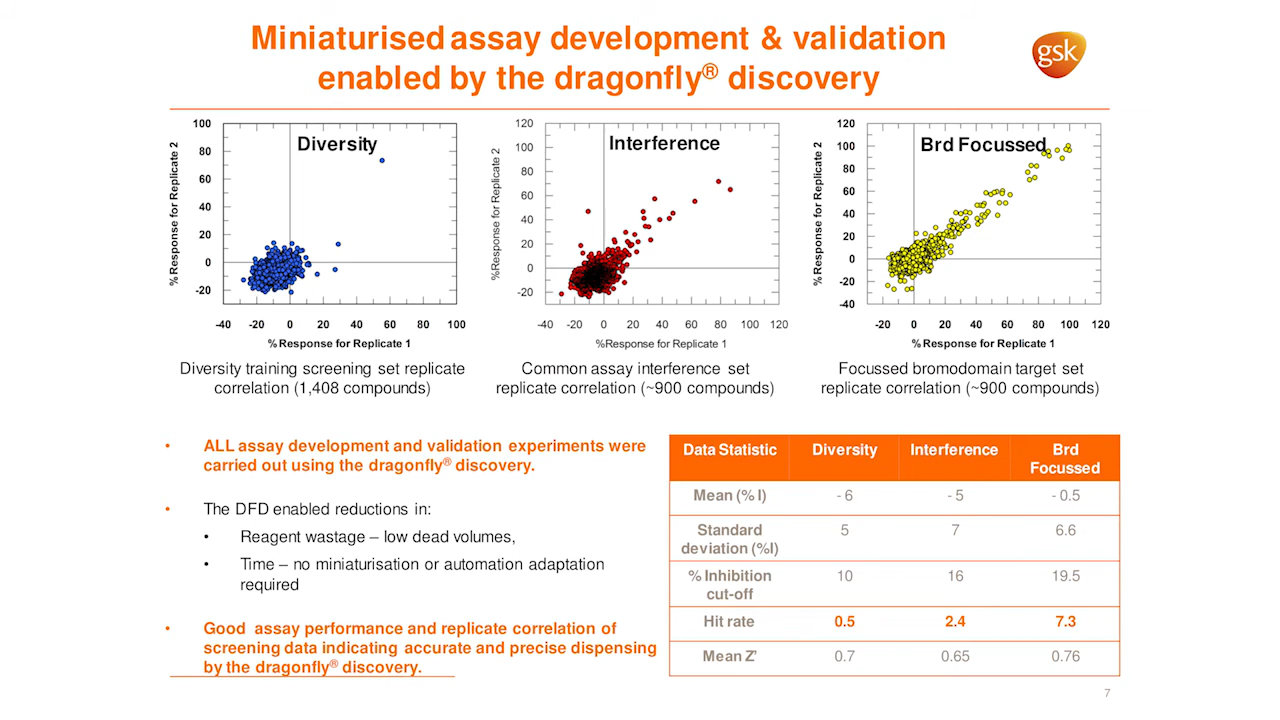 Miniaturised assay development & validation
enabled by the dragonfly® discovery
gsk
Diversity
% Response for Replicate 2
100
80
60
40
20
0
-20
-40 -20 0 20 40 60 80 100
% Response for Replicate 1
Interference
%Response for Replicate 2
120
100
80
60
40
20
0
-20
-40 -20 0 20 40 60 80 100 120
%Response for Replicate 1
Brd Focussed
% Response for Replicate 2
120
100
80
60
40
20
0
-20
-40
-20 0 20 40 60 80 100 120
% Response for Replicate 1
Diversity training screening set replicate
correlation (1,408 compounds)
Common assay interference set
replicate correlation (~900 compounds)
Focussed bromodomain target set
replicate correlation (~900 compounds)
• ALL assay development and validation experiments were
carried out using the dragonfly® discovery.
• The DFD enabled reductions in:
• Reagent wastage – low dead volumes,
• Time – no miniaturisation or automation adaptation
required
• Good assay performance and replicate correlation of
screening data indicating accurate and precise dispensing
by the dragonfly® discovery.
Data Statistic Diversity Interference Brd
Focussed
Mean (% I) - 6 - 5 - 0.5
Standard
deviation (%I) 5 7 6.6
% Inhibition
cut-off 10 16 19.5
Hit rate 0.5 2.4 7.3
Mean Z’ 0.7 0.65 0.76
7